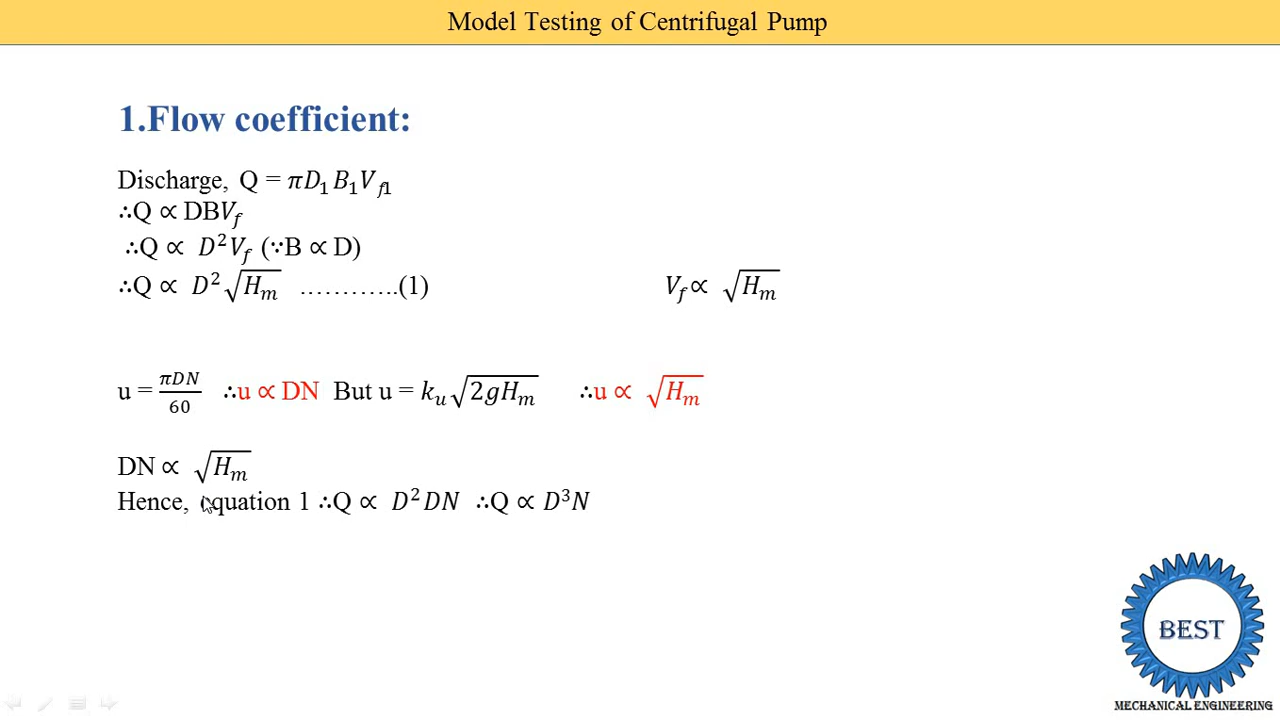 Model Testing of Centrifugal Pump
1.Flow coefficient:
Discharge, Q = πD₁B₁V_f1
∴Q ∝ DBV_f
∴Q ∝ D²V_f (∵B ∝ D)
∴Q ∝ D²√H_m ………..(1) V_f ∝ √H_m
u = πDN/60 ∴u ∝ DN But u = k_u√2gH_m ∴u ∝ √H_m
DN ∝ √H_m
Hence, equation 1 ∴Q ∝ D²DN ∴Q ∝ D³N
BEST
MECHANICAL ENGINEERING